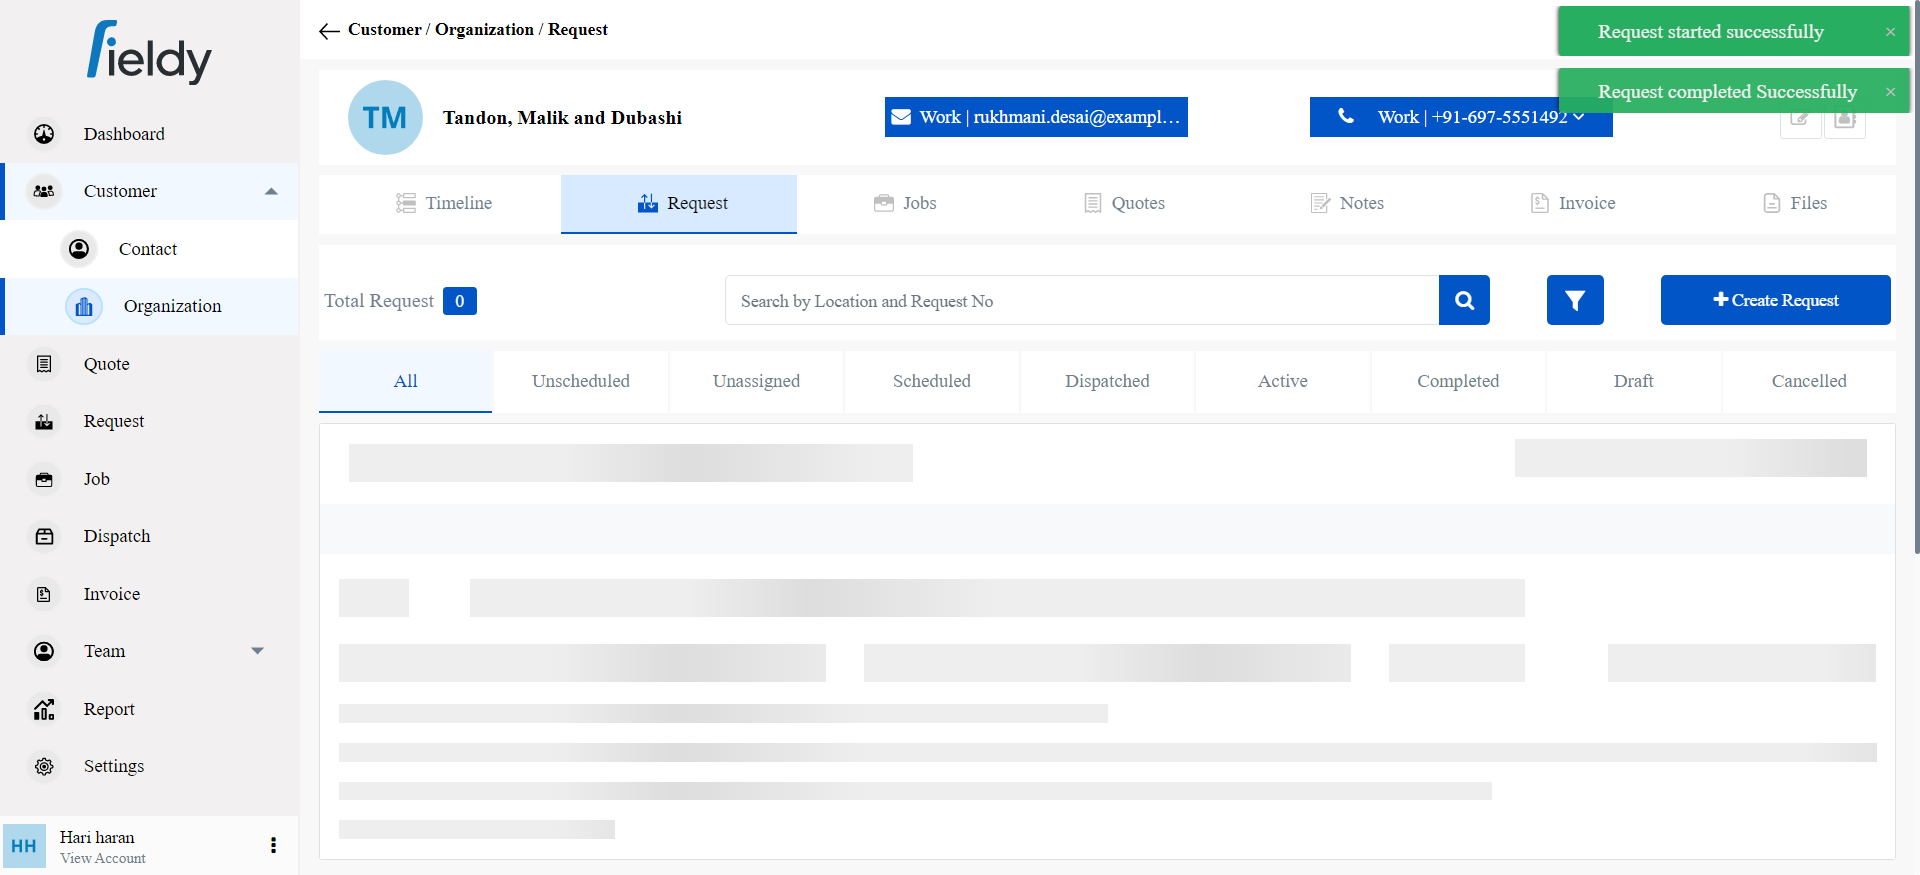 fieldy
Dashboard
Customer
Contact
Organization
Quote
Request
Job
Dispatch
Invoice
Team
Report
Settings
HH
Hari haran
View Account
Customer / Organization / Request
Request started successfully ×
Request completed Successfully ×
TM
Tandon, Malik and Dubashi
Work | rukhmani.desai@exampl...
Work | +91-697-5551492
Timeline
Request
Jobs
Quotes
Notes
Invoice
Files
Total Request 0
Search by Location and Request No
Create Request
All
Unscheduled
Unassigned
Scheduled
Dispatched
Active
Completed
Draft
Cancelled